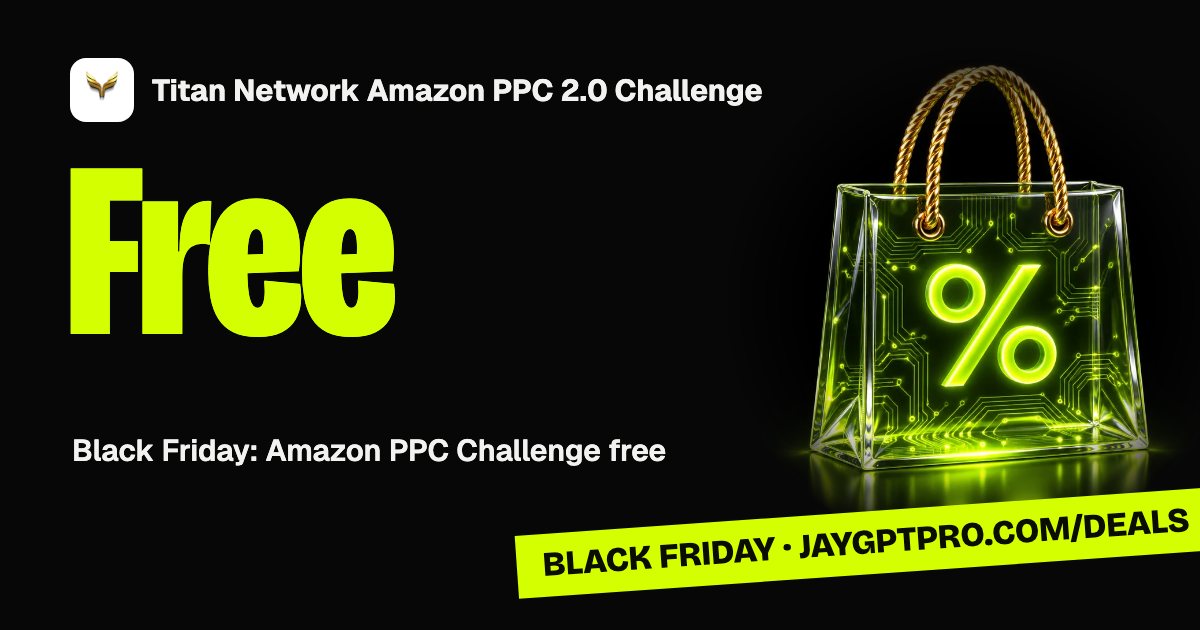 Titan Network Amazon PPC 2.0 Challenge
Free
%
Black Friday: Amazon PPC Challenge free
BLACK FRIDAY · JAYGPTPRO.COM/DEALS